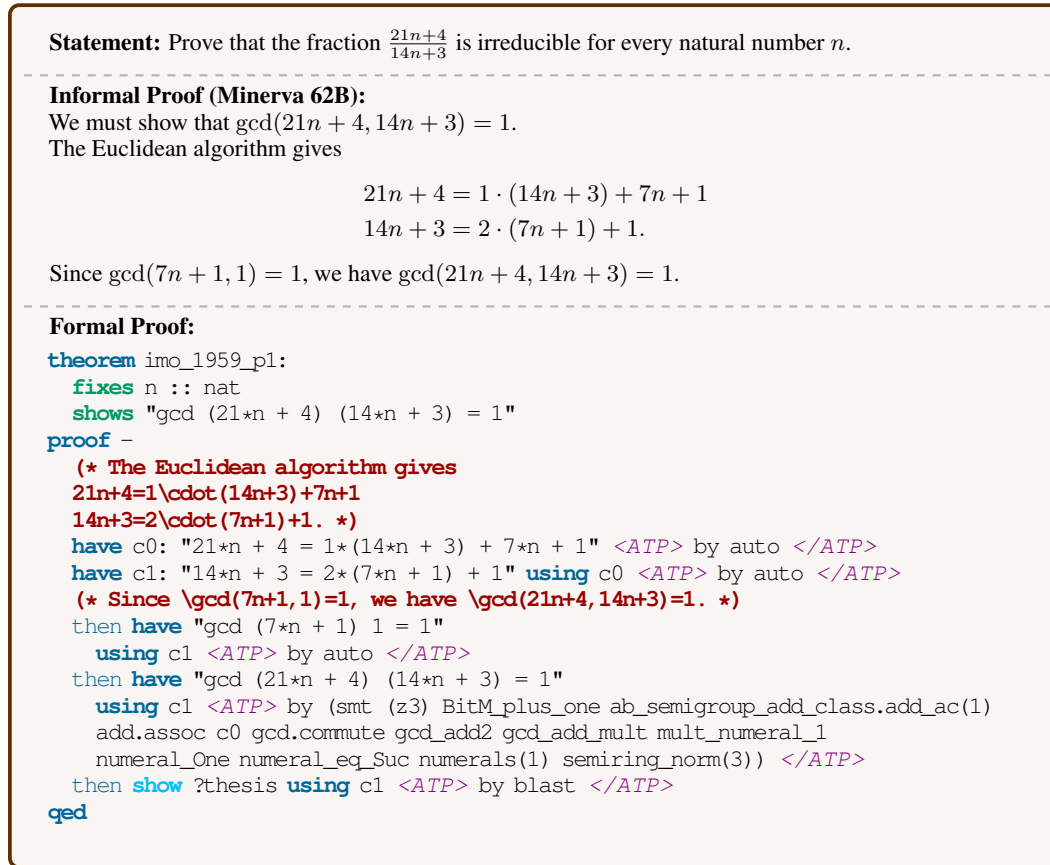 Statement: Prove that the fraction \frac{21n+4}{14n+3} is irreducible for every natural number n.
Informal Proof (Minerva 62B):
We must show that gcd(21n + 4, 14n + 3) = 1.
The Euclidean algorithm gives
21n + 4 = 1 · (14n + 3) + 7n + 1
14n + 3 = 2 · (7n + 1) + 1.
Since gcd(7n + 1, 1) = 1, we have gcd(21n + 4, 14n + 3) = 1.
Formal Proof:
theorem imo_1959_p1:
  fixes n :: nat
  shows "gcd (21*n + 4) (14*n + 3) = 1"
proof -
  (* The Euclidean algorithm gives
  21n+4=1\cdot(14n+3)+7n+1
  14n+3=2\cdot(7n+1)+1. *)
  have c0: "21*n + 4 = 1*(14*n + 3) + 7*n + 1" <ATP> by auto </ATP>
  have c1: "14*n + 3 = 2*(7*n + 1) + 1" using c0 <ATP> by auto </ATP>
  (* Since \gcd(7n+1,1)=1, we have \gcd(21n+4,14n+3)=1. *)
  then have "gcd (7*n + 1) 1 = 1"
    using c1 <ATP> by auto </ATP>
  then have "gcd (21*n + 4) (14*n + 3) = 1"
    using c1 <ATP> by (smt (z3) BitM_plus_one ab_semigroup_add_class.add_ac(1)
    add.assoc c0 gcd.commute gcd_add2 gcd_add_mult mult_numeral_1
    numeral_One numeral_eq_Suc numerals(1) semiring_norm(3)) </ATP>
  then show ?thesis using c1 <ATP> by blast </ATP>
qed